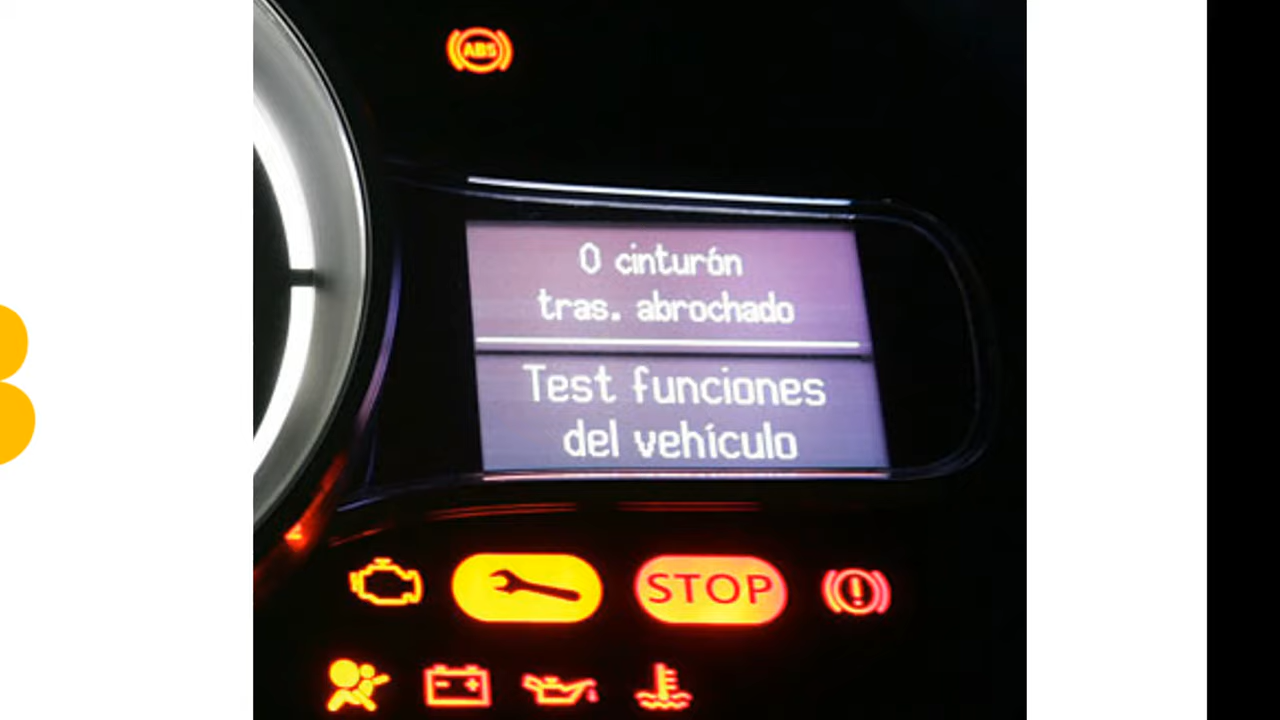 ABS
0 cinturón
tras. abrochado
Test funciones
del vehículo
STOP